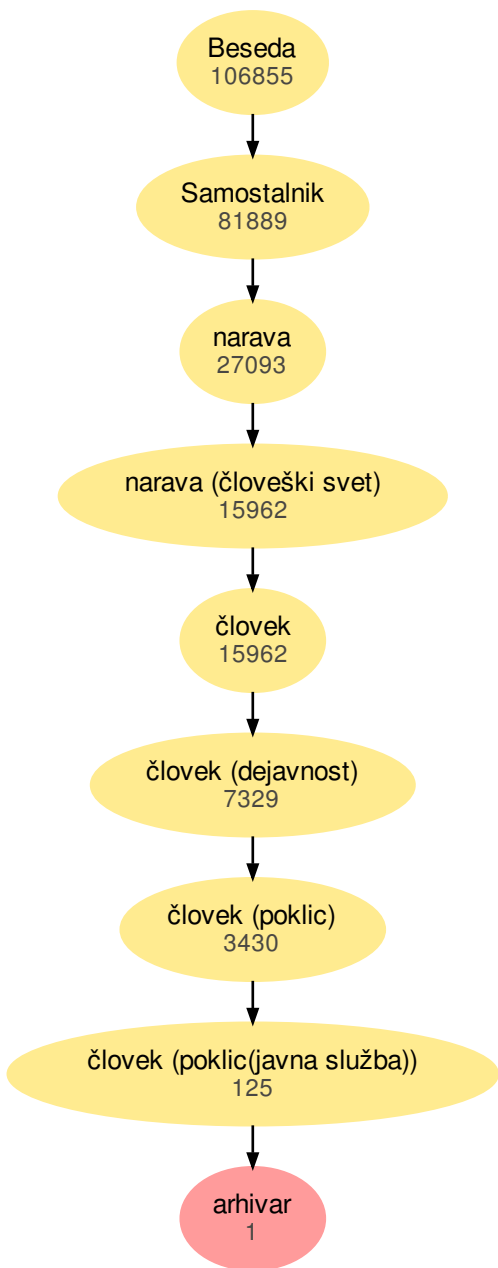 Beseda
106855
Samostalnik
81889
narava
27093
narava (človeški svet)
15962
človek
15962
človek (dejavnost)
7329
človek (poklic)
3430
človek (poklic(javna služba))
125
arhivar
1